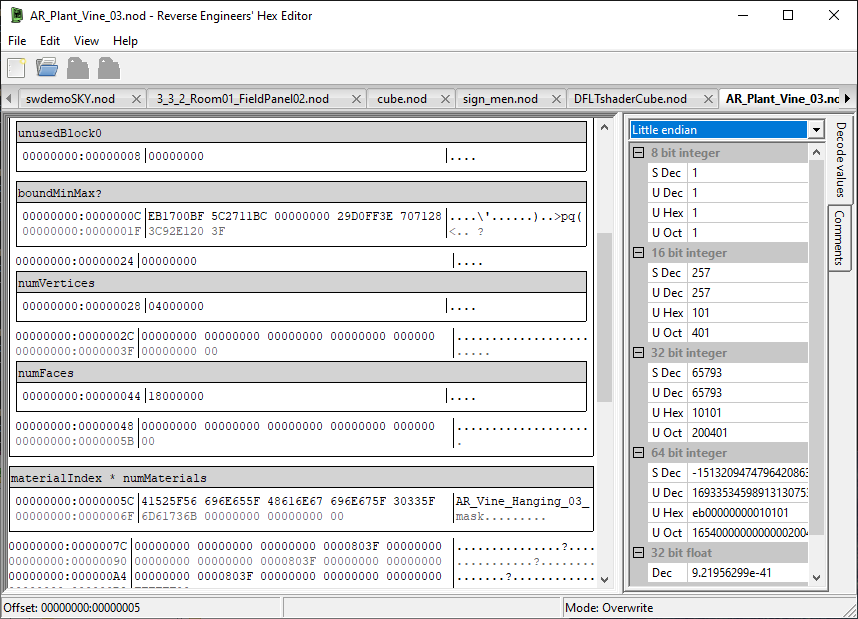 AR_Plant_Vine_03.nod - Reverse Engineers' Hex Editor
File Edit View Help
swdemoSKY.nod 3_3_2_Room01_FieldPanel02.nod cube.nod sign_men.nod DFLTshaderCube.nod AR_Plant_Vine_03.no
unusedBlock0
00000000:00000008 00000000 ....
boundMinMax?
00000000:0000000C EB1700BF 5C2711BC 00000000 29D0FF3E 707128 ....\'......)..>pq(
00000000:0000001F 3C92E120 3F <.. ?
00000000:00000024 00000000 ....
numVertices
00000000:00000028 04000000 ....
00000000:0000002C 00000000 00000000 00000000 00000000 000000 ...................
00000000:0000003F 00000000 00 .....
numFaces
00000000:00000044 18000000 ....
00000000:00000048 00000000 00000000 00000000 00000000 000000 ...................
00000000:0000005B 00 .
materialIndex * numMaterials
00000000:0000005C 41525F56 696E655F 48616E67 696E675F 30335F AR_Vine_Hanging_03_
00000000:0000006F 6D61736B 00000000 00000000 00 mask.........
00000000:0000007C 00000000 00000000 00000000 0000803F 00000000 ...............?....
00000000:00000090 00000000 00000000 0000803F 00000000 00000000 ...........?........
00000000:000000A4 00000000 0000803F 00000000 00000000 00000000 .......?............
Little endian
8 bit integer
S Dec 1
U Dec 1
U Hex 1
U Oct 1
16 bit integer
S Dec 257
U Dec 257
U Hex 101
U Oct 401
32 bit integer
S Dec 65793
U Dec 65793
U Hex 10101
U Oct 200401
64 bit integer
S Dec -151320947479642086
U Dec 169335345989131307
U Hex eb00000000010101
U Oct 165400000000000200
32 bit float
Dec 9.21956299e-41
Decode values
Comments
Offset: 00000000:00000005
Mode: Overwrite